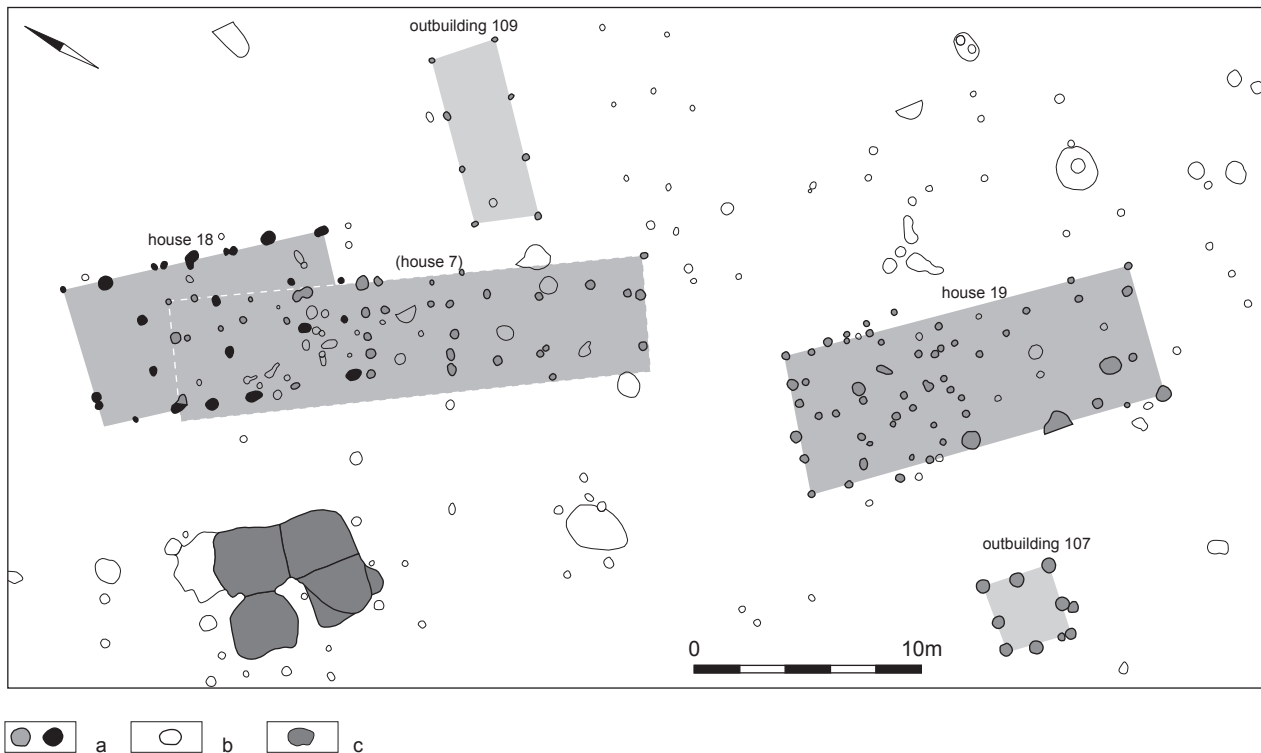 outbuilding 109
house 18
(house 7)
house 19
outbuilding 107
0 10m
a b c